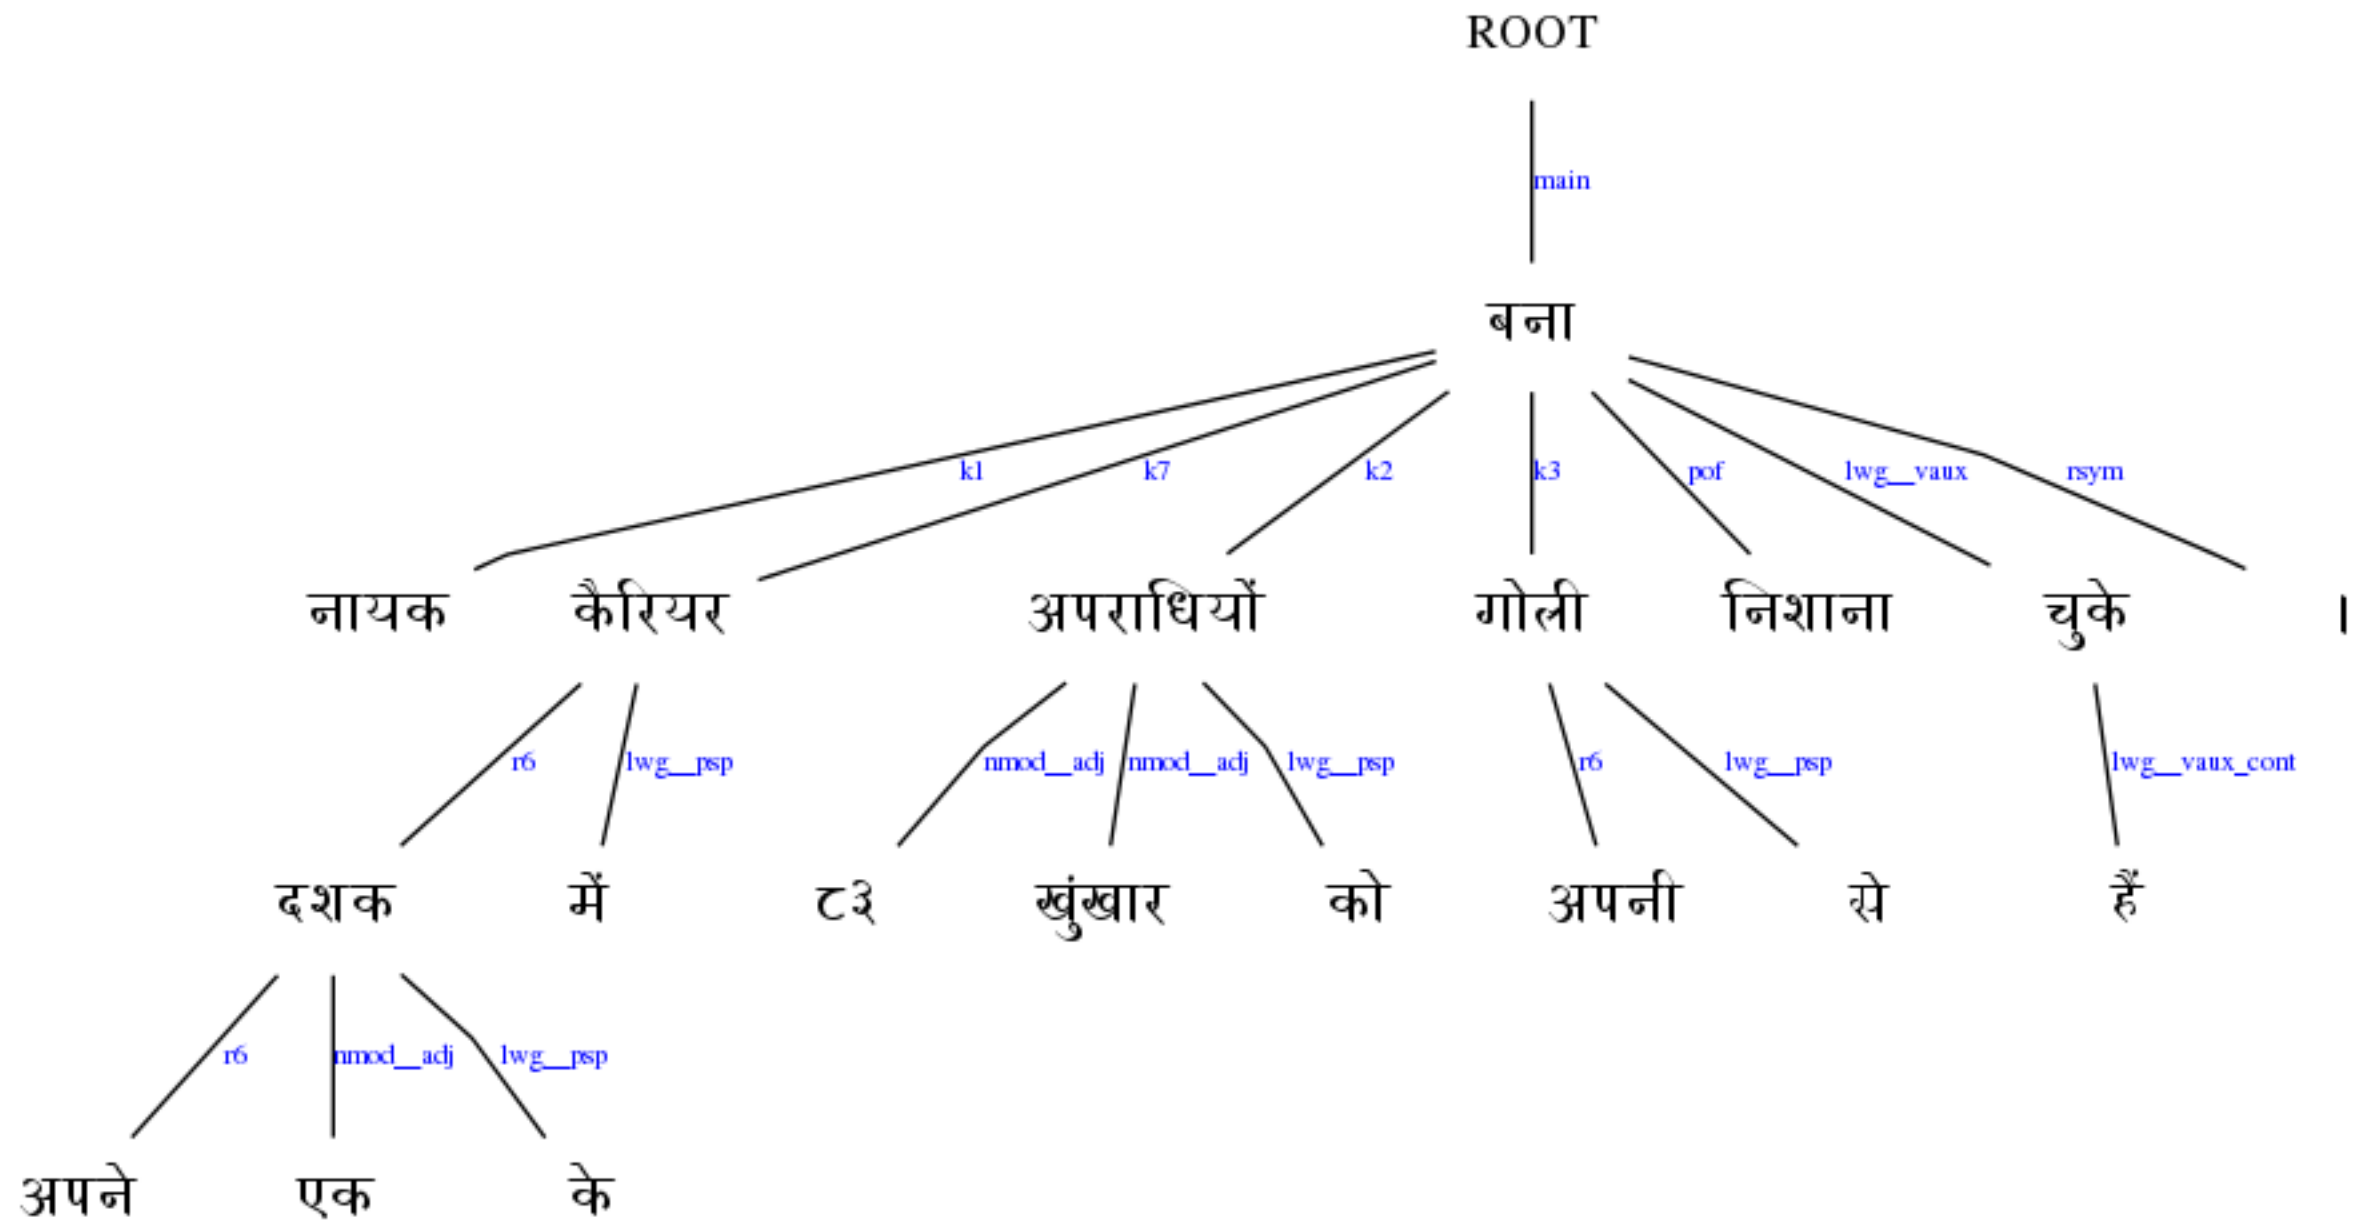 ROOT
main
बना
k1 k7 k2 k3 pof lwg__vaux rsym
नायक कैरियर अपराधियों गोली निशाना चुके ।
r6 lwg__psp nmod__adj nmod__adj lwg__psp r6 lwg__psp lwg__vaux_cont
दशक में ८३ खुंखार को अपनी से हैं
r6 nmod__adj lwg__psp
अपने एक के